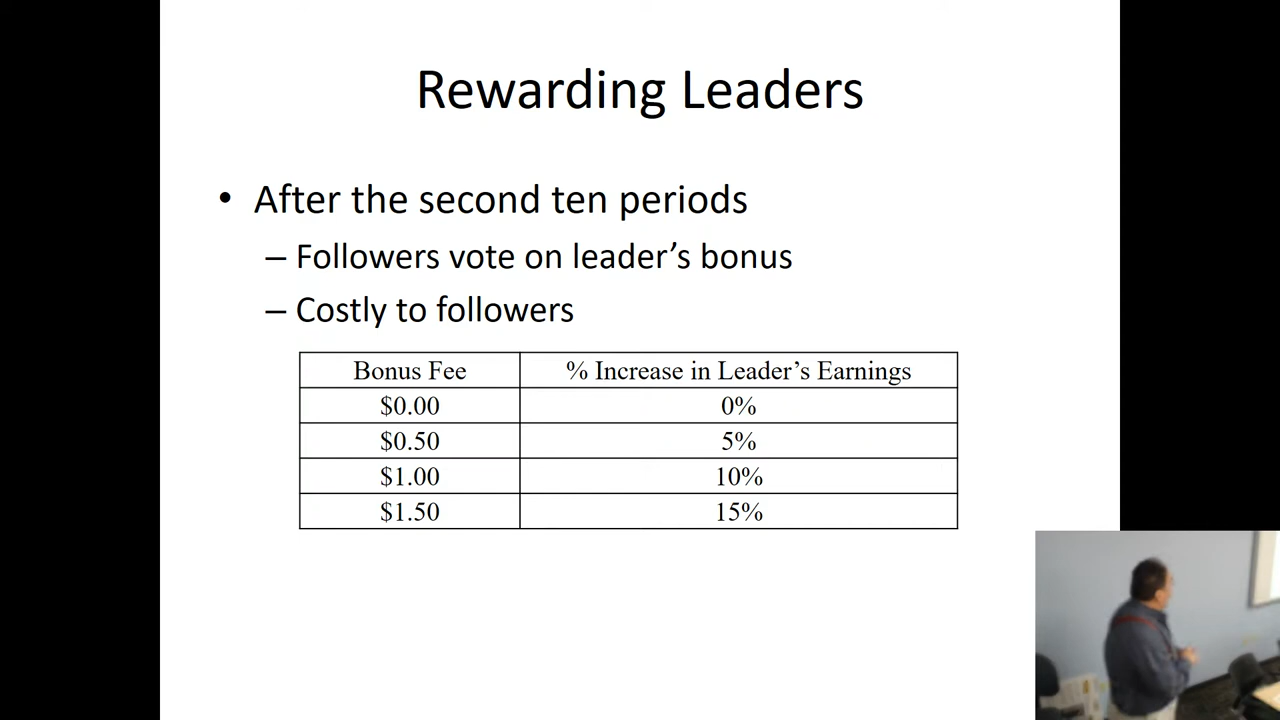 Rewarding Leaders
• After the second ten periods
– Followers vote on leader’s bonus
– Costly to followers
Bonus Fee % Increase in Leader’s Earnings
$0.00 0%
$0.50 5%
$1.00 10%
$1.50 15%